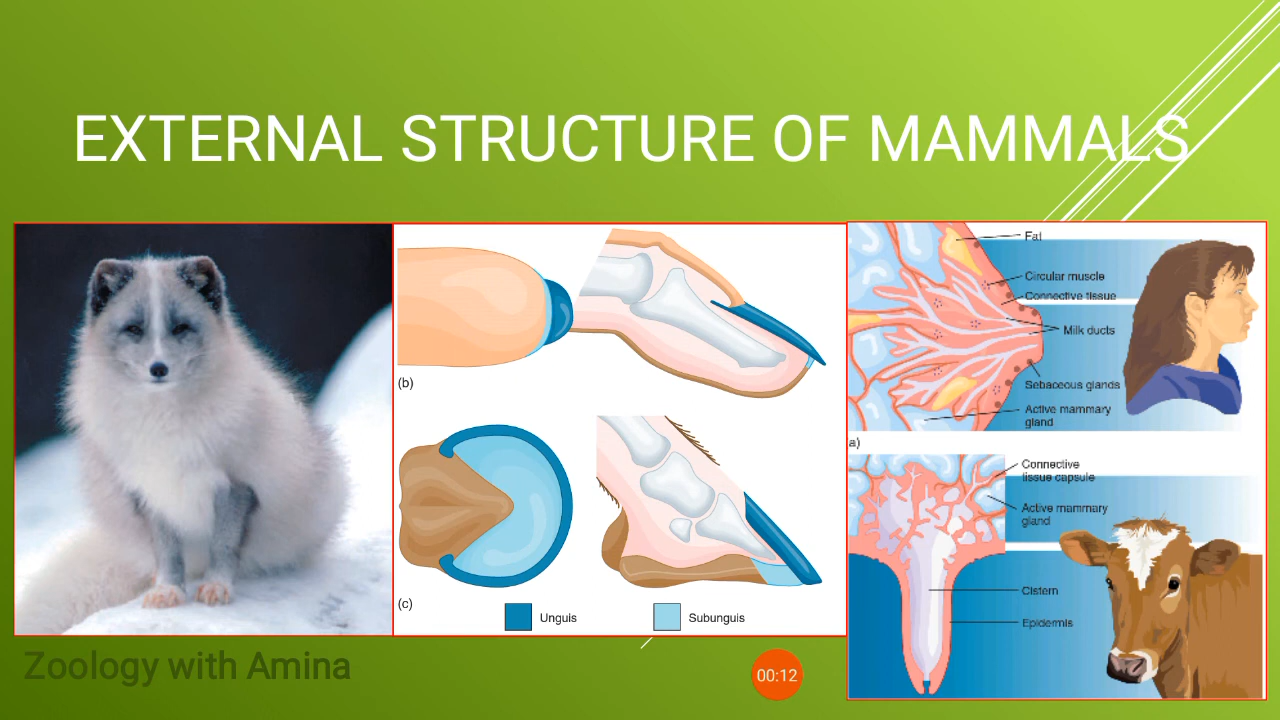 EXTERNAL STRUCTURE OF MAMMALS
(b)
(c)
Unguis
Subunguis
Fat
Circular muscle
Connective tissue
Milk ducts
Sebaceous glands
Active mammary
gland
a)
Connective
tissue capsule
Active mammary
gland
Cistern
Epidermis
Zoology with Amina
00:12